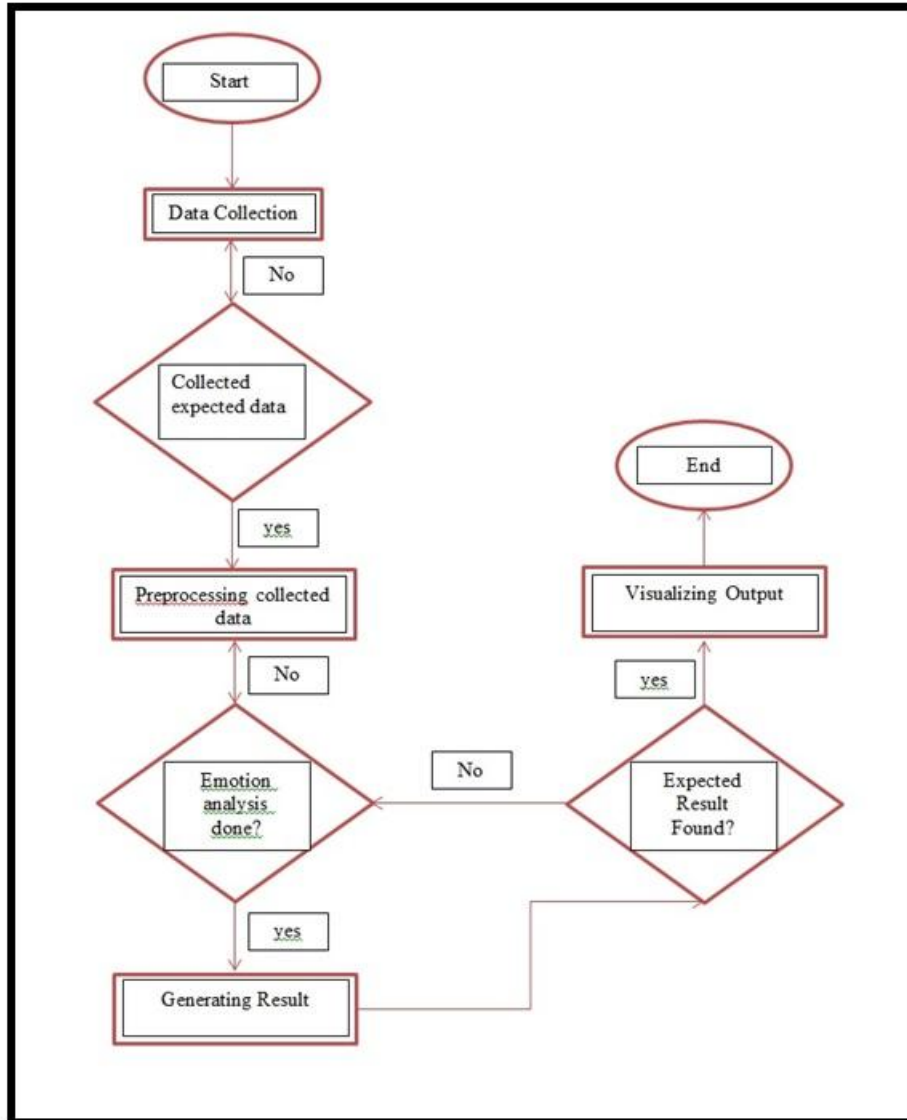 Start
Data Collection
No
Collected
expected data
yes
Preprocessing collected
data
No
Emotion
analysis
done?
yes
Generating Result
No
Expected
Result
Found?
yes
Visualizing Output
End